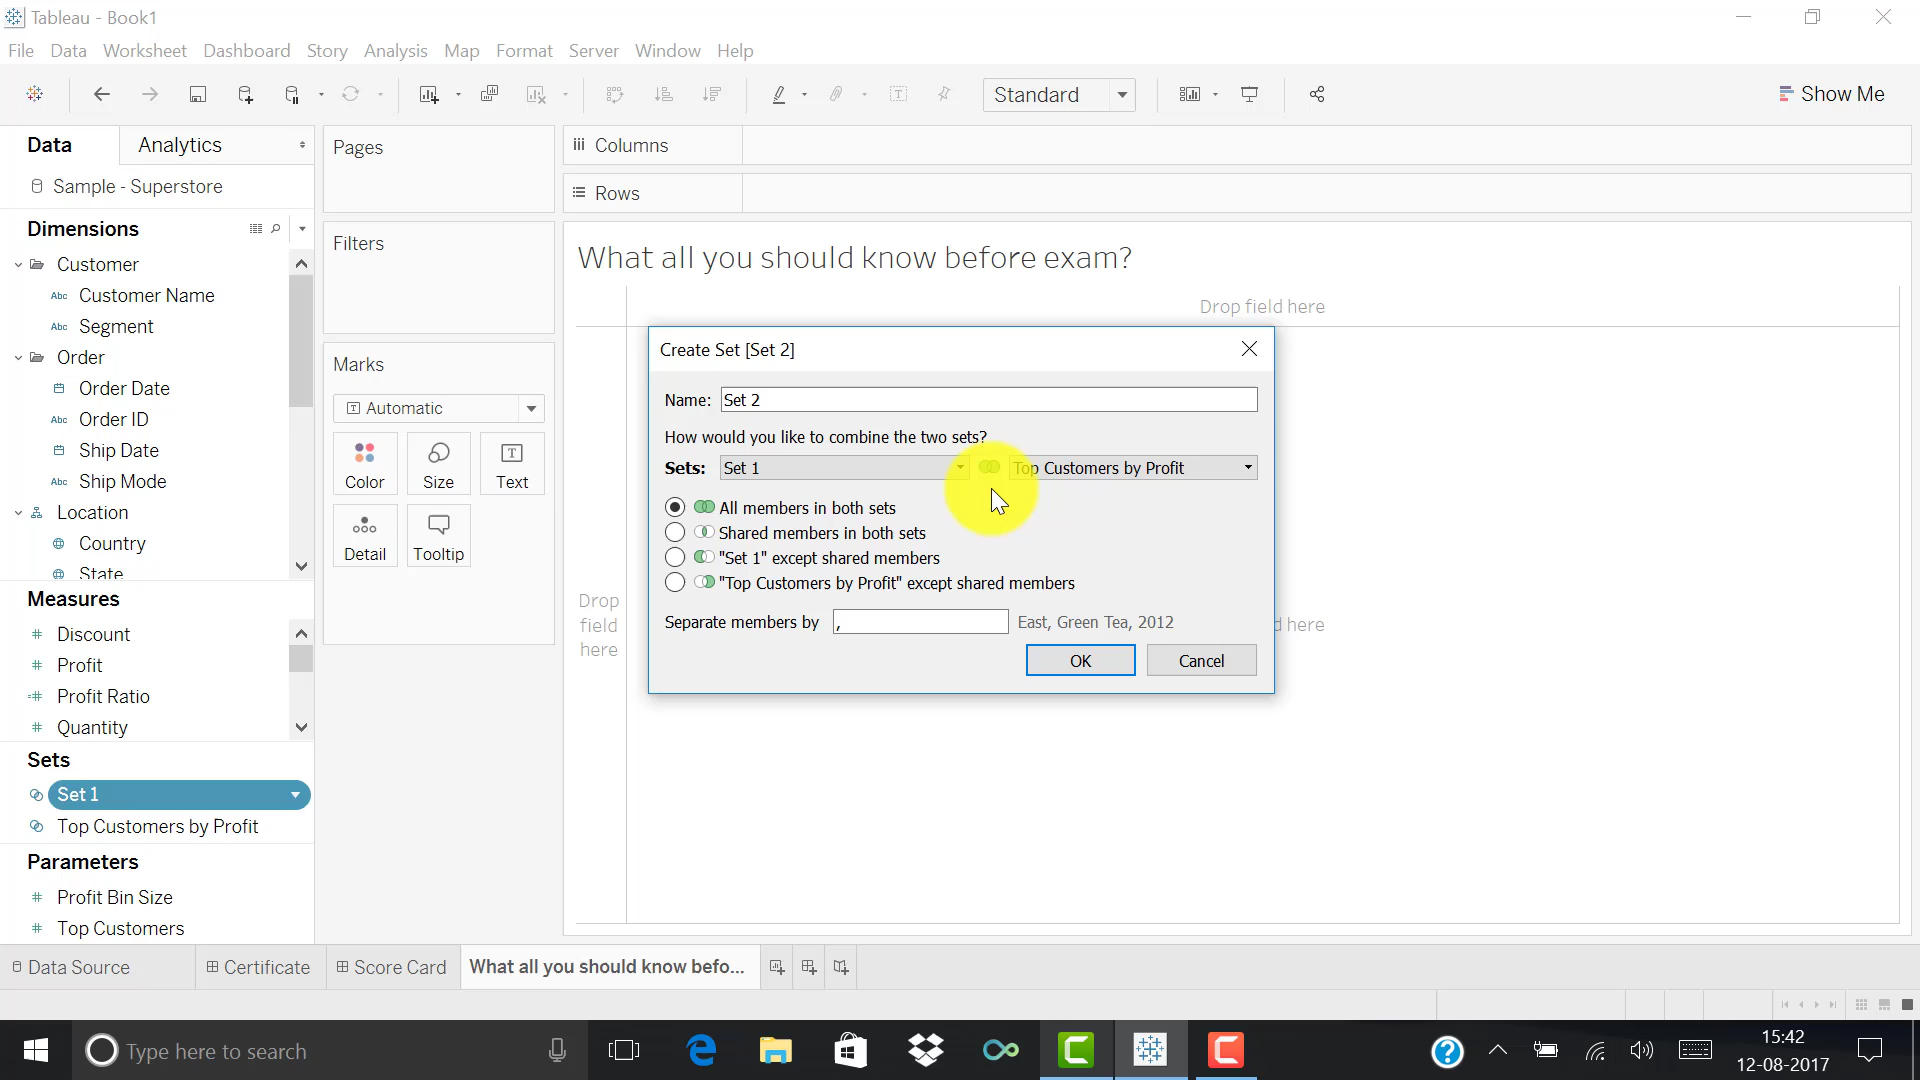 Tableau - Book1
File Data Worksheet Dashboard Story Analysis Map Format Server Window Help
Standard
Show Me
Data
Analytics
Sample - Superstore
Dimensions
Customer
Abc Customer Name
Abc Segment
Order
Order Date
Abc Order ID
Ship Date
Abc Ship Mode
Location
Country
State
Measures
# Discount
# Profit
=# Profit Ratio
# Quantity
Sets
Set 1
Top Customers by Profit
Parameters
# Profit Bin Size
# Top Customers
Pages
Filters
Marks
T Automatic
Color
Size
T
Text
Detail
Tooltip
iii Columns
Rows
What all you should know before exam?
Drop field here
Drop
field
here
d here
Create Set [Set 2]
Name: Set 2
How would you like to combine the two sets?
Sets: Set 1 Top Customers by Profit
All members in both sets
Shared members in both sets
"Set 1" except shared members
"Top Customers by Profit" except shared members
Separate members by , East, Green Tea, 2012
OK
Cancel
Data Source
Certificate
Score Card
What all you should know befo...
Type here to search
15:42
12-08-2017